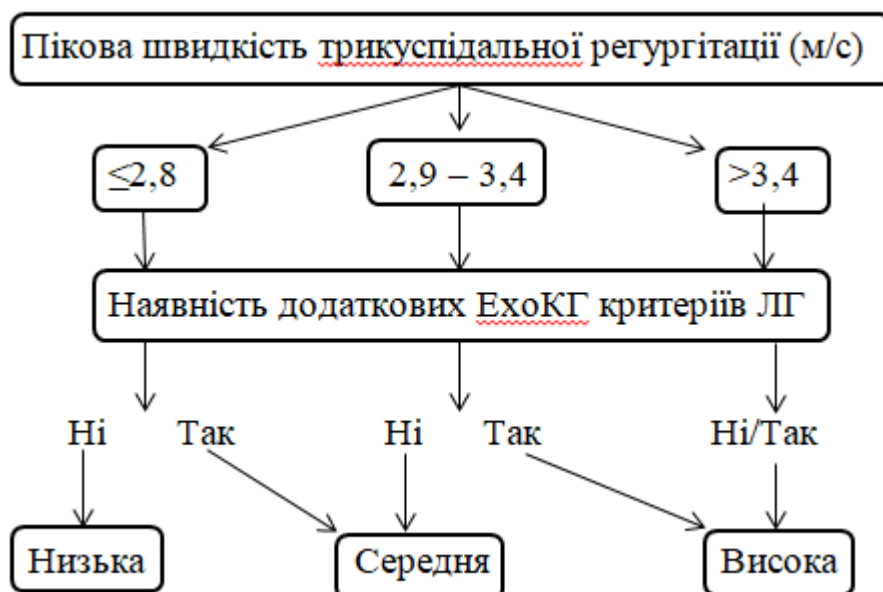 Пікова швидкість трикуспідальної регургітації (м/с)
≤2,8
2,9 – 3,4
>3,4
Наявність додаткових ЕхоКГ критеріїв ЛГ
Ні Так Ні Так Ні/Так
Низька Середня Висока